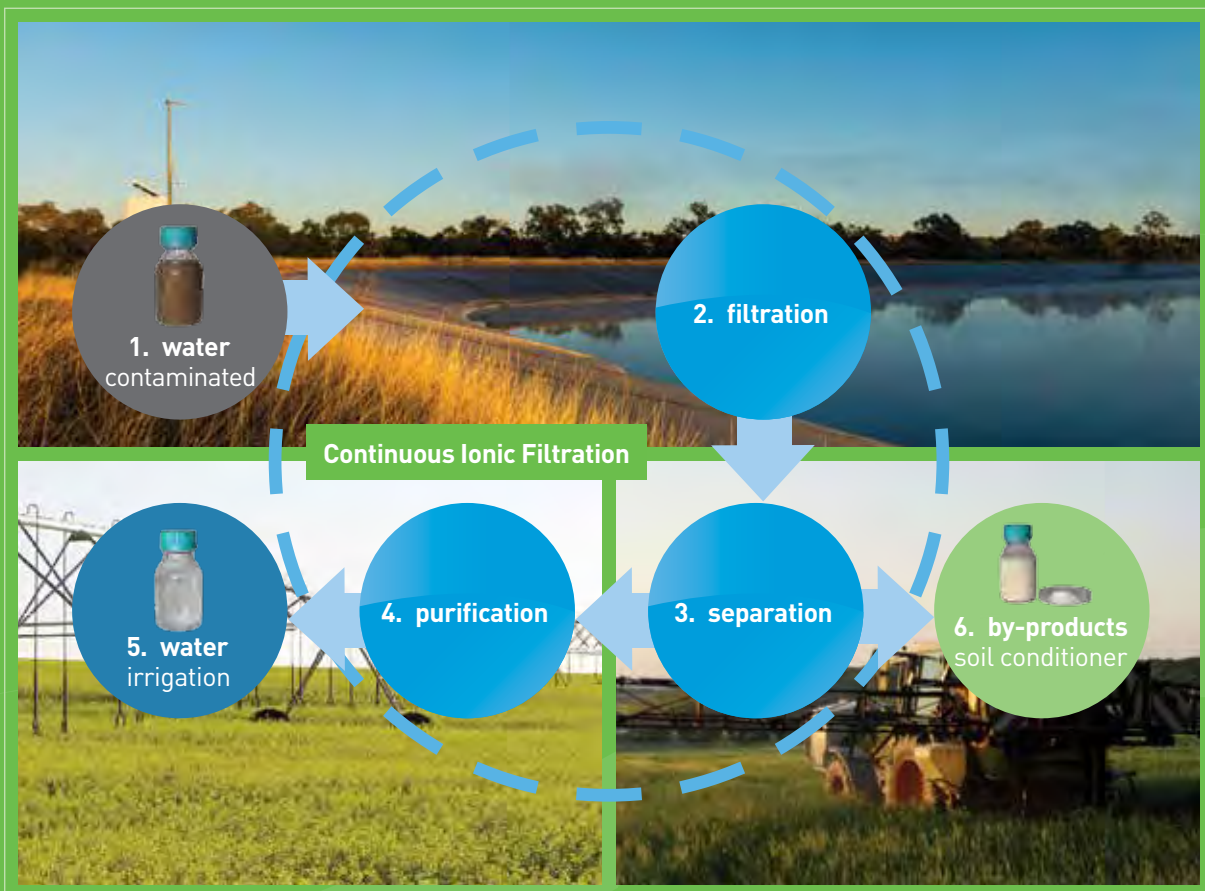 1. water
contaminated
2. filtration
Continuous Ionic Filtration
3. separation
4. purification
5. water
irrigation
6. by-products
soil conditioner